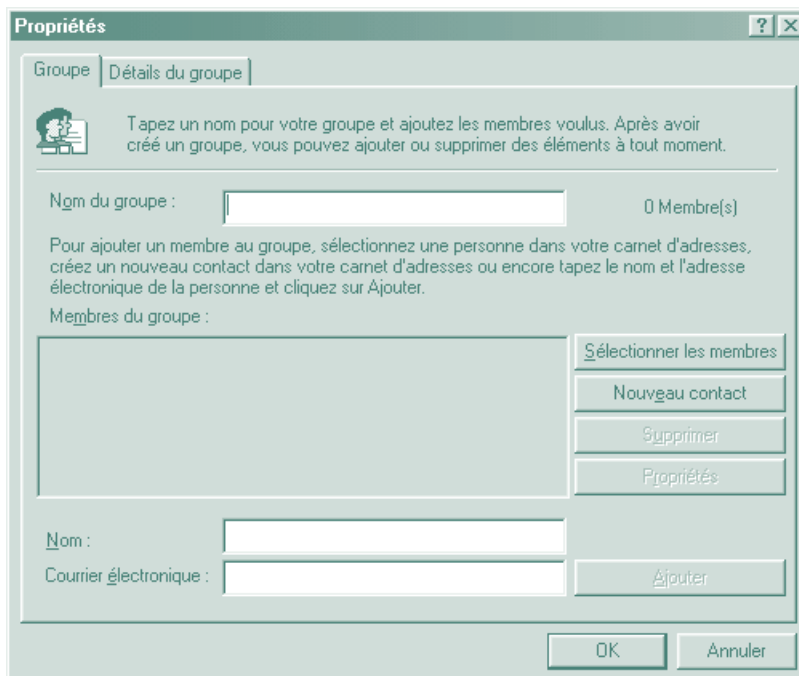 Propriétés
Groupe
Détails du groupe
Tapez un nom pour votre groupe et ajoutez les membres voulus. Après avoir
créé un groupe, vous pouvez ajouter ou supprimer des éléments à tout moment.
Nom du groupe :
0 Membre(s)
Pour ajouter un membre au groupe, sélectionnez une personne dans votre carnet d'adresses,
créez un nouveau contact dans votre carnet d'adresses ou encore tapez le nom et l'adresse
électronique de la personne et cliquez sur Ajouter.
Membres du groupe :
Sélectionner les membres
Nouveau contact
Supprimer
Propriétés
Nom :
Courrier électronique :
Ajouter
OK
Annuler